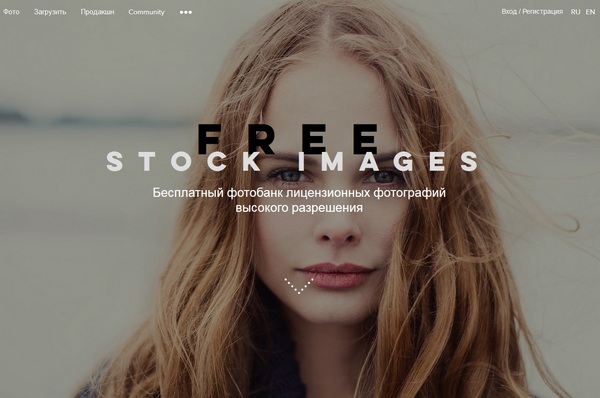 Фото Загрузить Продакшн Community ••• Вход / Регистрация RU EN
FREE
STOCK IMAGES
Бесплатный фотобанк лицензионных фотографий
высокого разрешения